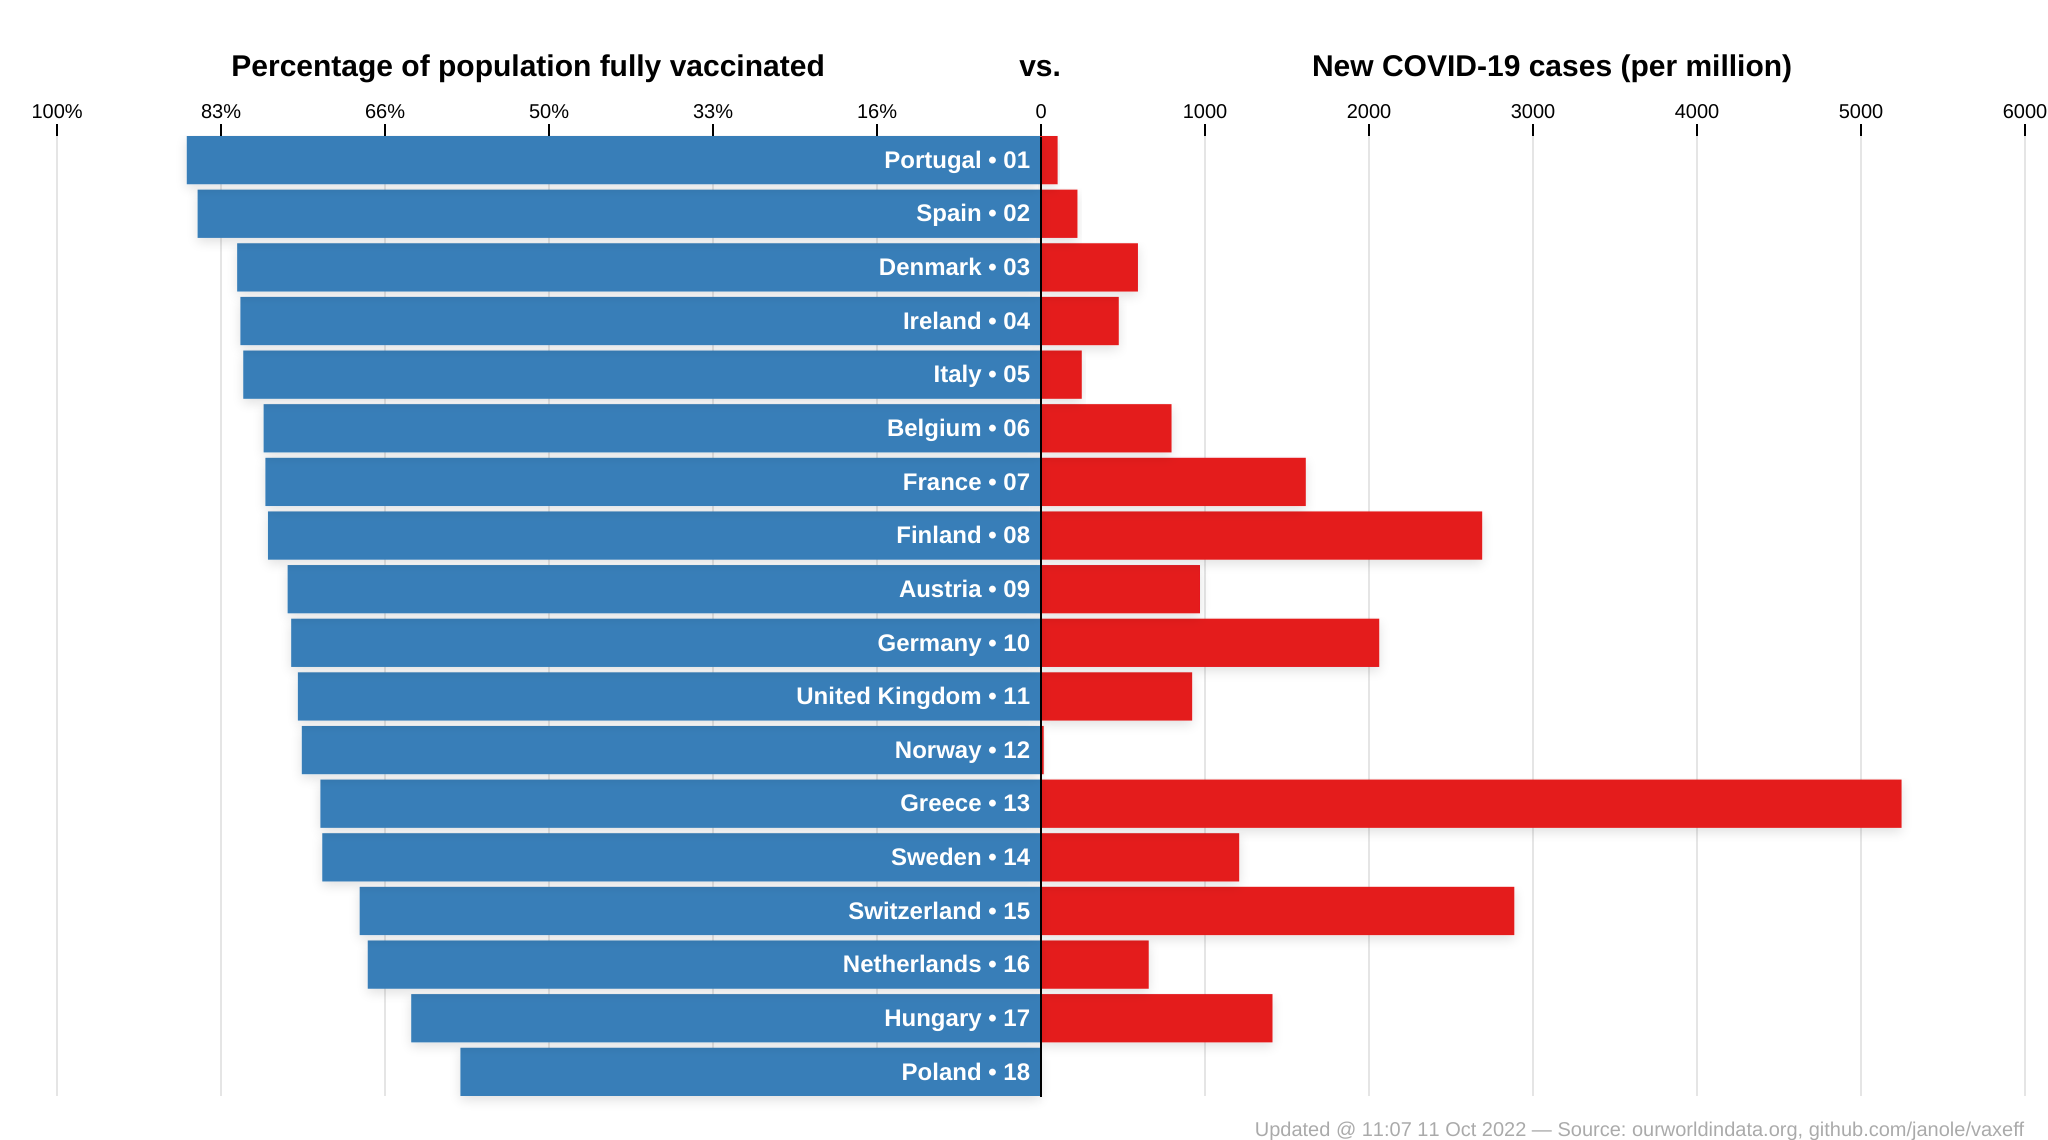 Percentage of population fully vaccinated vs. New COVID-19 cases (per million)
100% 83% 66% 50% 33% 16% 0 1000 2000 3000 4000 5000 6000
Portugal • 01
Spain • 02
Denmark • 03
Ireland • 04
Italy • 05
Belgium • 06
France • 07
Finland • 08
Austria • 09
Germany • 10
United Kingdom • 11
Norway • 12
Greece • 13
Sweden • 14
Switzerland • 15
Netherlands • 16
Hungary • 17
Poland • 18
Updated @ 11:07 11 Oct 2022 — Source: ourworldindata.org, github.com/janole/vaxeff